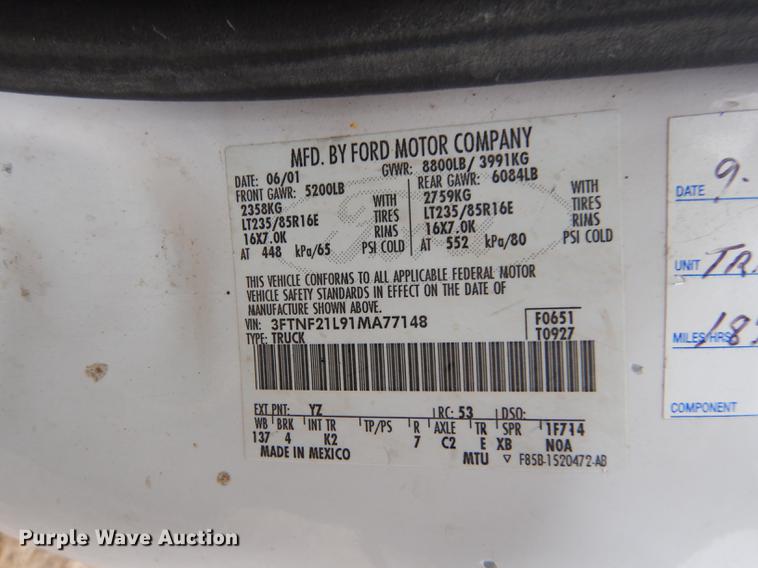 MFD. BY FORD MOTOR COMPANY
DATE: 06/01 GVWR: 8800LB/ 3991KG
FRONT GAWR: 5200LB REAR GAWR: 6084LB
2358KG WITH 2759KG WITH
LT235/85R16E TIRES LT235/85R16E TIRES
16X7.0K RIMS 16X7.0K RIMS
AT 448 kPa/65 PSI COLD AT 552 kPa/80 PSI COLD
THIS VEHICLE CONFORMS TO ALL APPLICABLE FEDERAL MOTOR
VEHICLE SAFETY STANDARDS IN EFFECT ON THE DATE OF
MANUFACTURE SHOWN ABOVE.
VIN: 3FTNF21L91MA77148 F0651
TYPE: TRUCK T0927
EXT PNT: YZ RC: 53 DSO:
WB BRK INT TR TP/PS R AXLE TR SPR 1F714
137 4 K2 7 C2 E XB N0A
MADE IN MEXICO MTU ▽ F85B-1520472-AB
DATE 9-
UNIT TR
MILES/HRS 18
COMPONENT
Purple Wave Auction